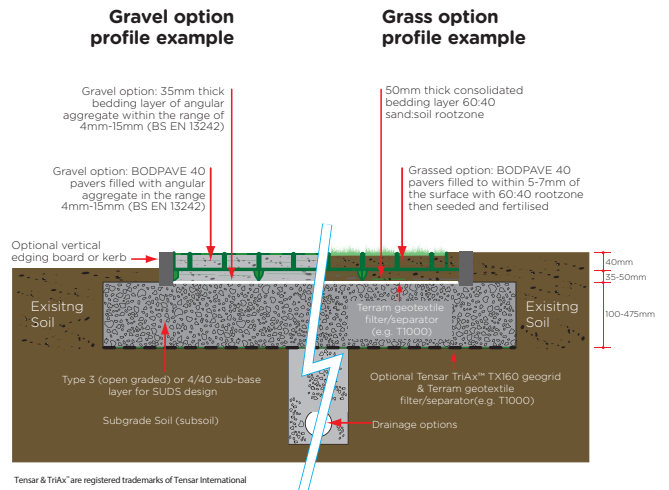 Gravel option
profile example
Grass option
profile example
Gravel option: 35mm thick
bedding layer of angular
aggregate within the range of
4mm-15mm (BS EN 13242)
50mm thick consolidated
bedding layer 60:40
sand:soil rootzone
Gravel option: BODPAVE 40
pavers filled with angular
aggregate in the range
4mm-15mm (BS EN 13242)
Grassed option: BODPAVE 40
pavers filled to within 5-7mm of
the surface with 60:40 rootzone
then seeded and fertilised
Optional vertical
edging board or kerb
40mm
35-50mm
100-475mm
Exisitng
Soil
Terram geotextile
filter/separator
(e.g. T1000)
Exisitng
Soil
Type 3 (open graded) or 4/40 sub-base
layer for SUDS design
Optional Tensar TriAx™ TX160 geogrid
& Terram geotextile
filter/separator(e.g. T1000)
Subgrade Soil (subsoil)
Drainage options
Tensar & TriAx™ are registered trademarks of Tensar International